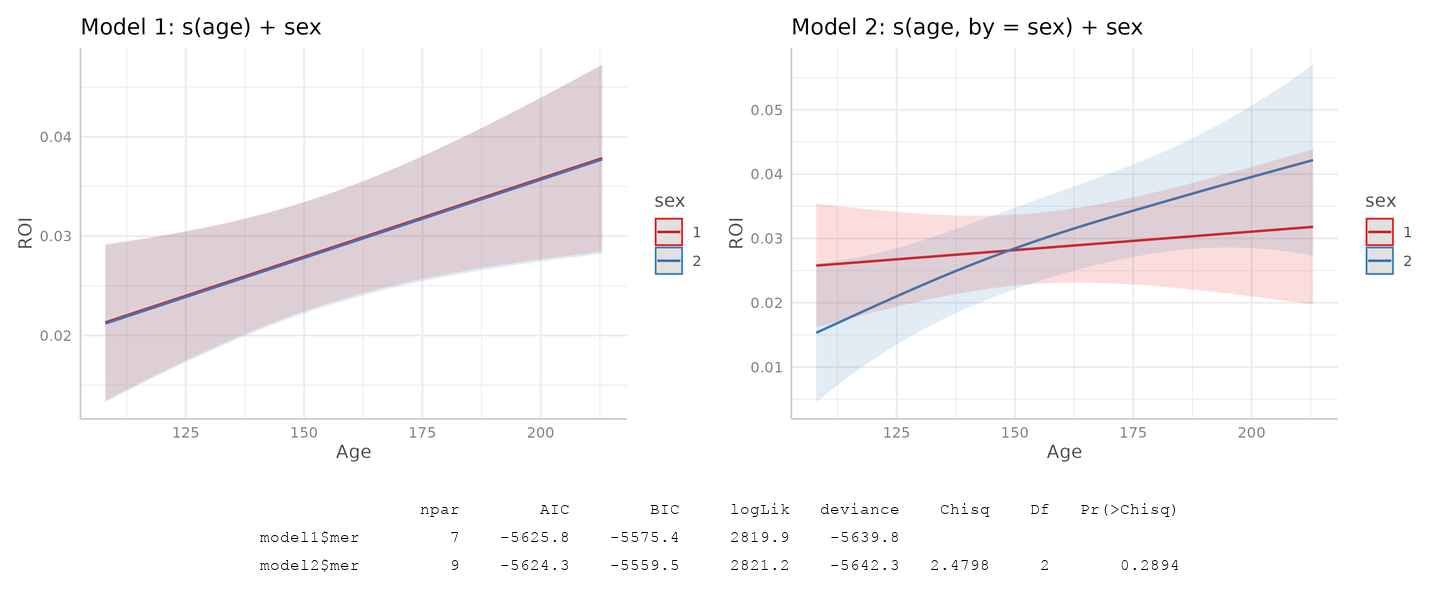 Model 1: s(age) + sex
0.04
0.03
0.02
ROI
125 150 175 200
Age
sex
1
2
Model 2: s(age, by = sex) + sex
0.05
0.04
0.03
0.02
0.01
ROI
125 150 175 200
Age
sex
1
2
npar AIC BIC logLik deviance Chisq Df Pr(>Chisq)
model1$mer 7 -5625.8 -5575.4 2819.9 -5639.8
model2$mer 9 -5624.3 -5559.5 2821.2 -5642.3 2.4798 2 0.2894